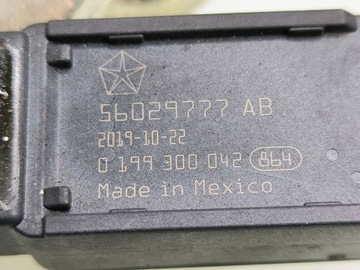 56029777 AB
2019-10-22
0 199 300 042 864
Made in Mexico